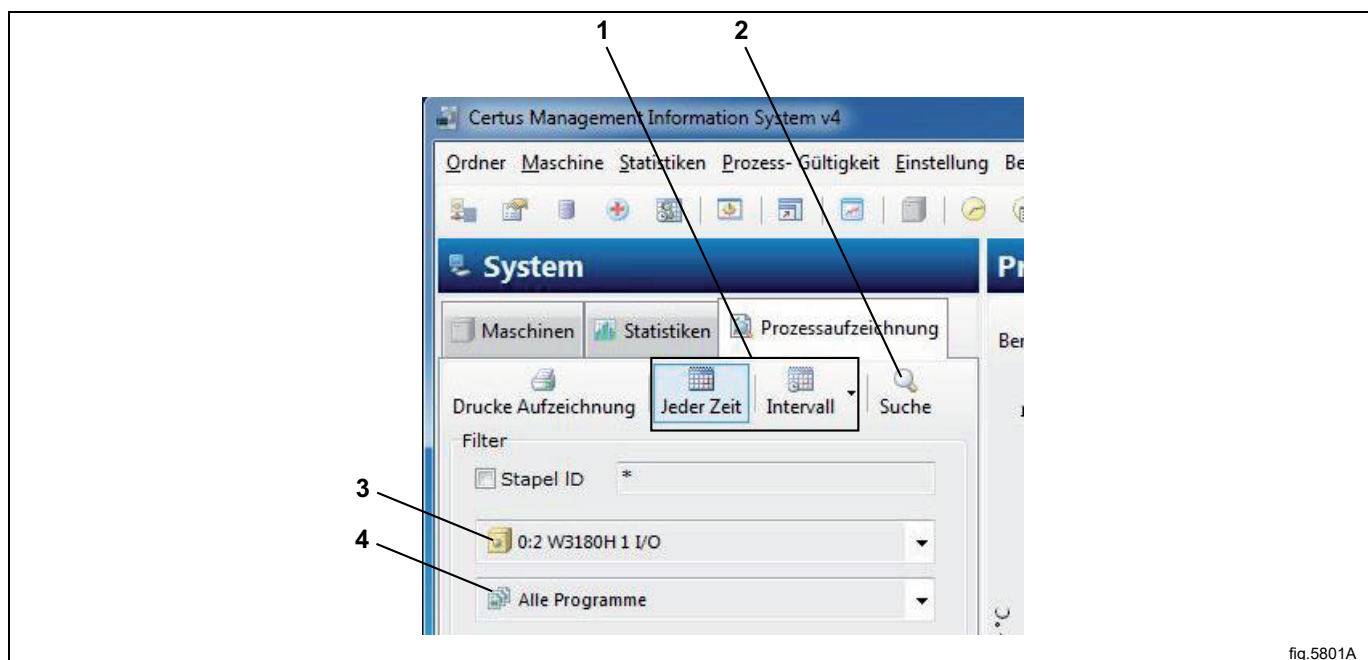 1 2
Certus Management Information System v4
Ordner Maschine Statistiken Prozess- Gültigkeit Einstellung Be
System
Pr
Maschinen Statistiken Prozessaufzeichnung
Ber
Drucke Aufzeichnung Jeder Zeit Intervall Suche
Filter
Stapel ID *
3
0:2 W3180H 1 I/O
4
Alle Programme
fig.5801A